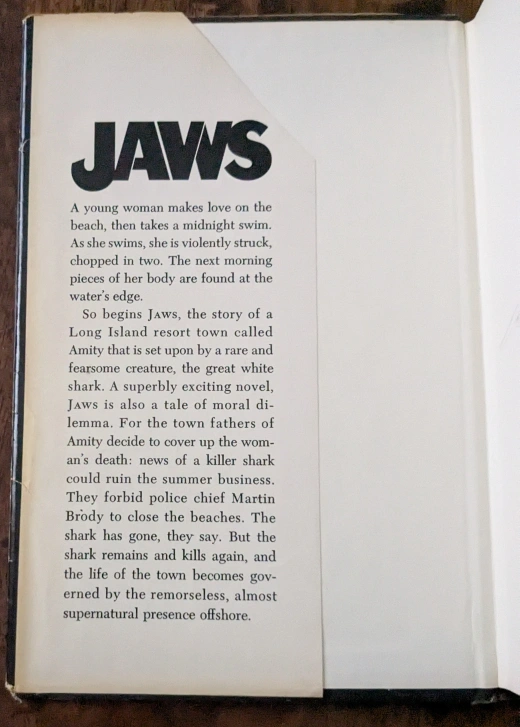 JAWS
A young woman makes love on the
beach, then takes a midnight swim.
As she swims, she is violently struck,
chopped in two. The next morning
pieces of her body are found at the
water's edge.
So begins JAWS, the story of a
Long Island resort town called
Amity that is set upon by a rare and
fearsome creature, the great white
shark. A superbly exciting novel,
JAWS is also a tale of moral di-
lemma. For the town fathers of
Amity decide to cover up the wom-
an's death: news of a killer shark
could ruin the summer business.
They forbid police chief Martin
Brody to close the beaches. The
shark has gone, they say. But the
shark remains and kills again, and
the life of the town becomes gov-
erned by the remorseless, almost
supernatural presence offshore.